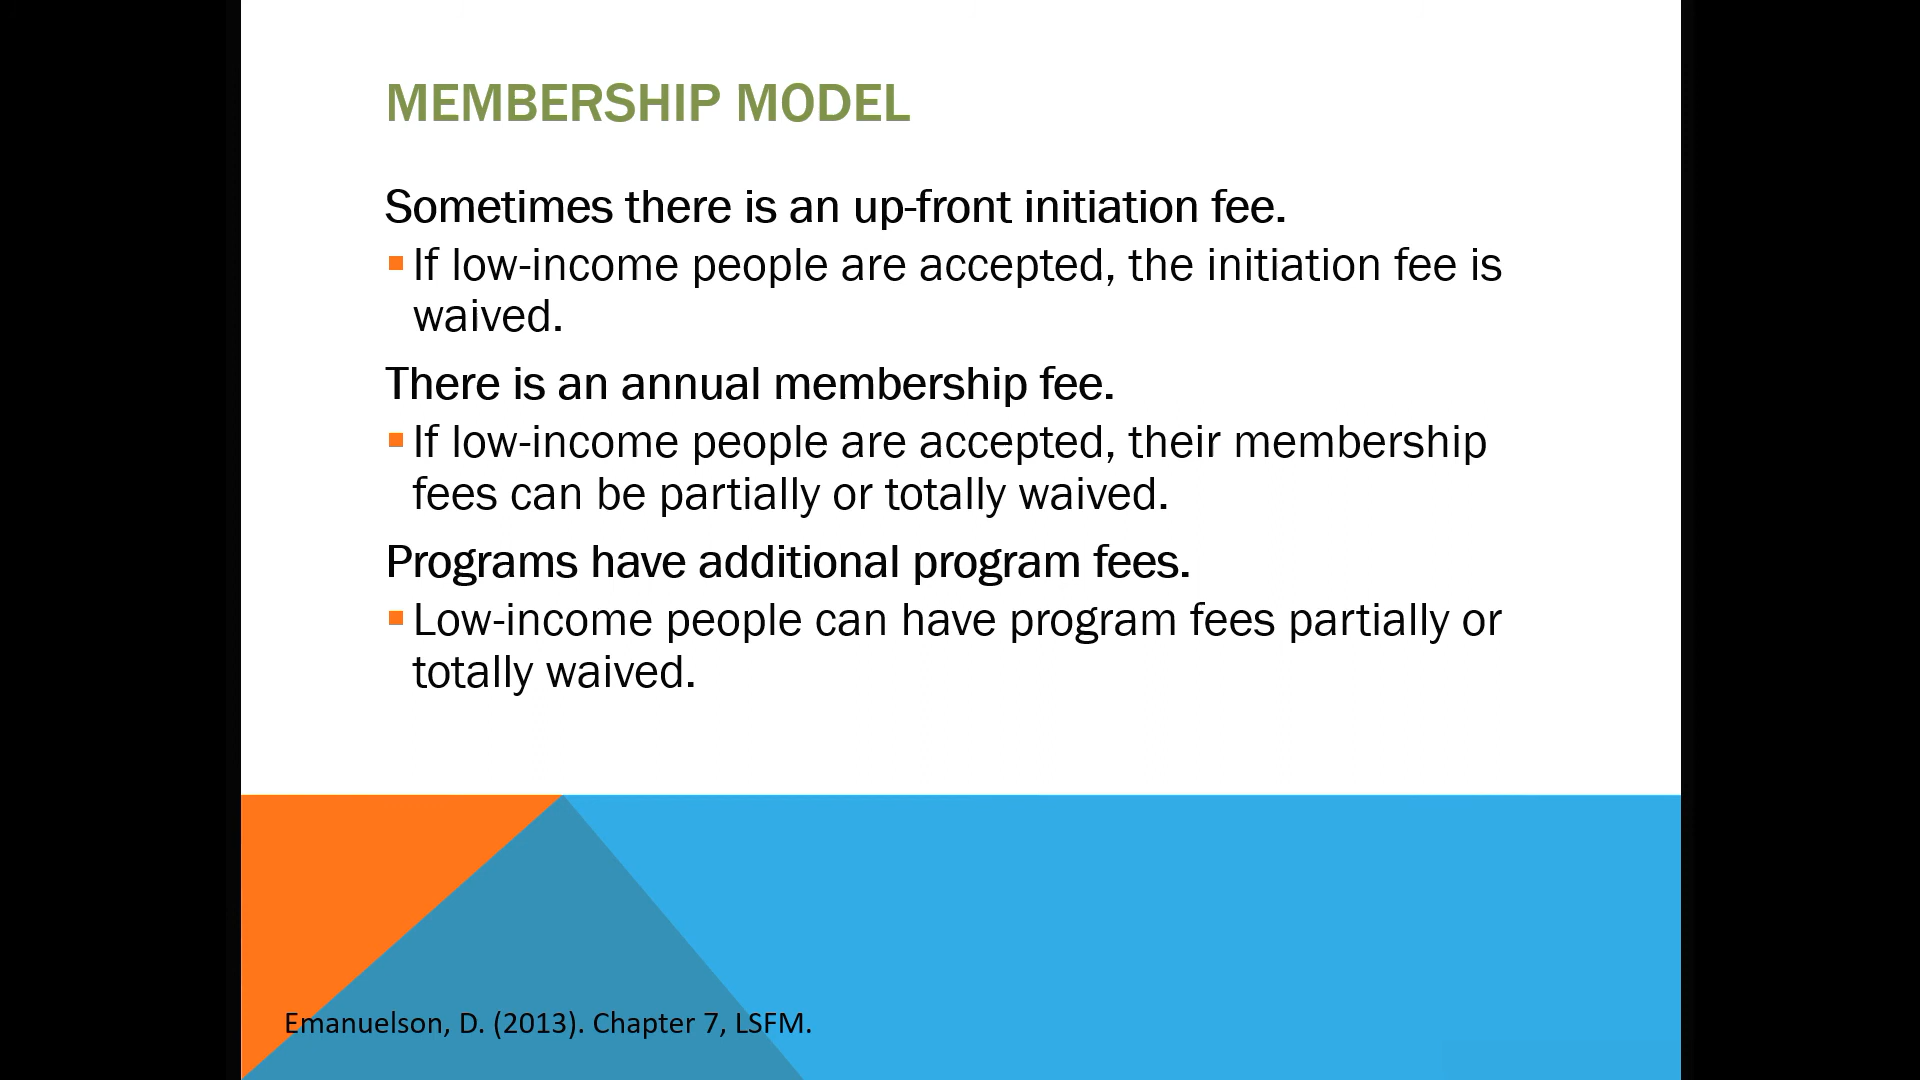 MEMBERSHIP MODEL
Sometimes there is an up-front initiation fee.
If low-income people are accepted, the initiation fee is
waived.
There is an annual membership fee.
If low-income people are accepted, their membership
fees can be partially or totally waived.
Programs have additional program fees.
Low-income people can have program fees partially or
totally waived.
Emanuelson, D. (2013). Chapter 7, LSFM.